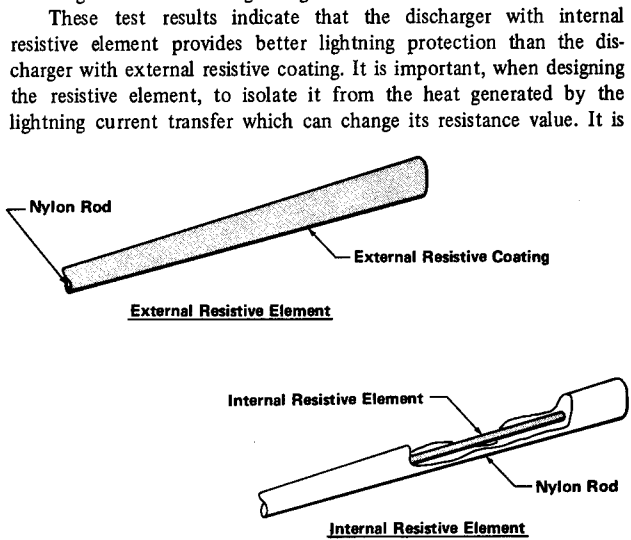 These test results indicate that the discharger with internal
resistive element provides better lightning protection than the dis-
charger with external resistive coating. It is important, when designing
the resistive element, to isolate it from the heat generated by the
lightning current transfer which can change its resistance value. It is
Nylon Rod
External Resistive Coating
External Resistive Element
Internal Resistive Element
Nylon Rod
Internal Resistive Element